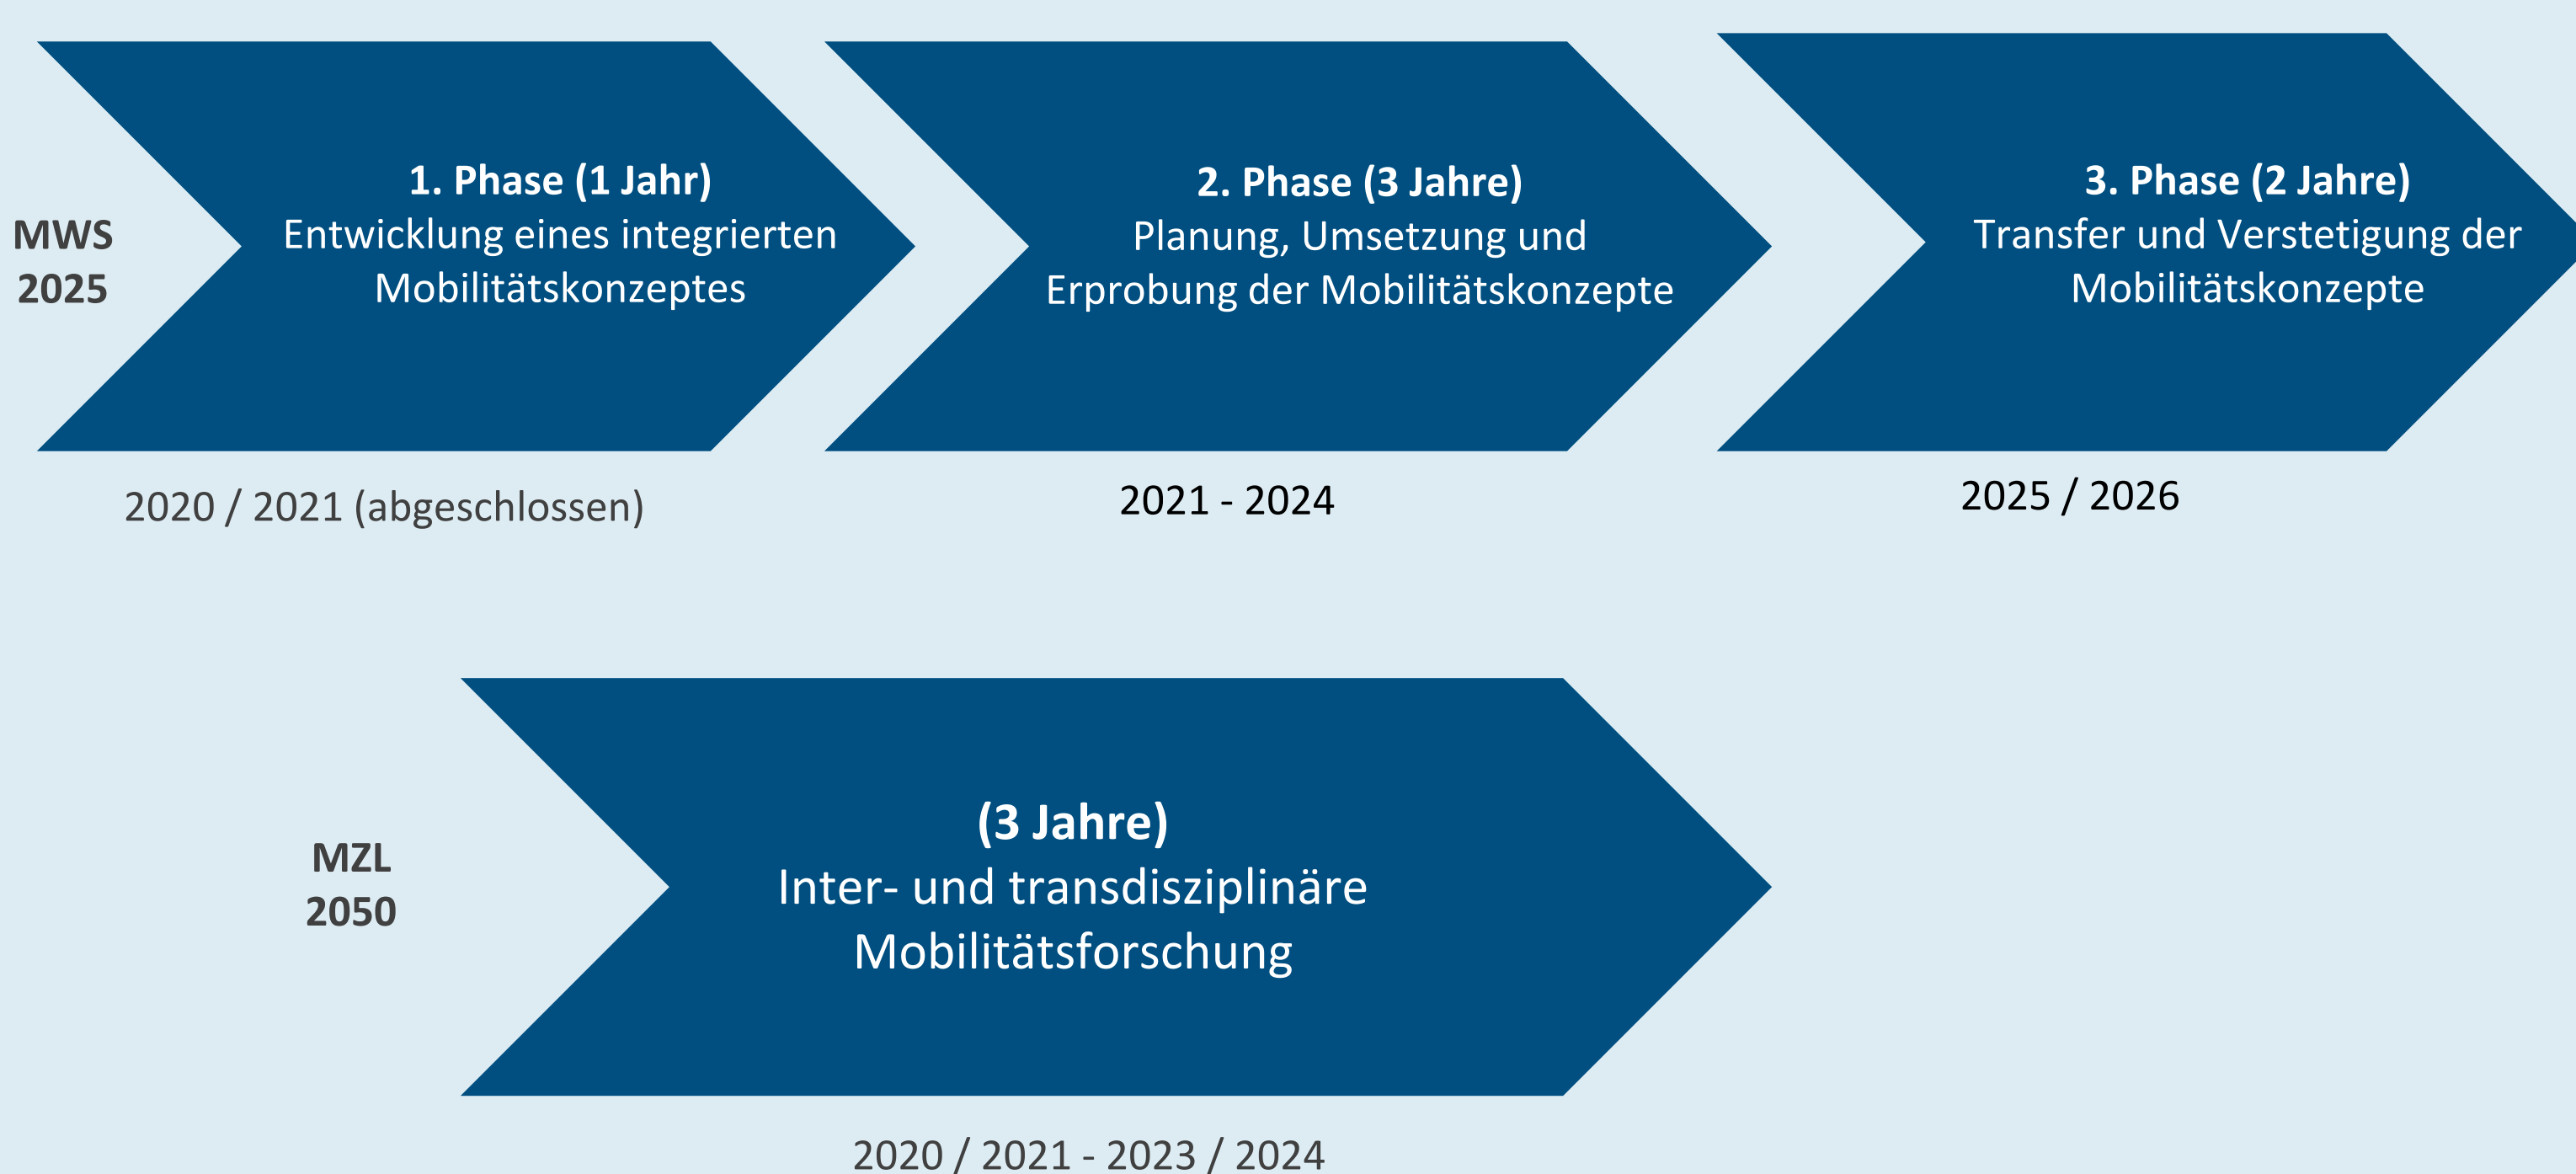 MWS
2025
1. Phase (1 Jahr)
Entwicklung eines integrierten
Mobilitätskonzeptes
2. Phase (3 Jahre)
Planung, Umsetzung und
Erprobung der Mobilitätskonzepte
3. Phase (2 Jahre)
Transfer und Verstetigung der
Mobilitätskonzepte
2020 / 2021 (abgeschlossen)
2021 - 2024
2025 / 2026
MZL
2050
(3 Jahre)
Inter- und transdisziplinäre
Mobilitätsforschung
2020 / 2021 - 2023 / 2024